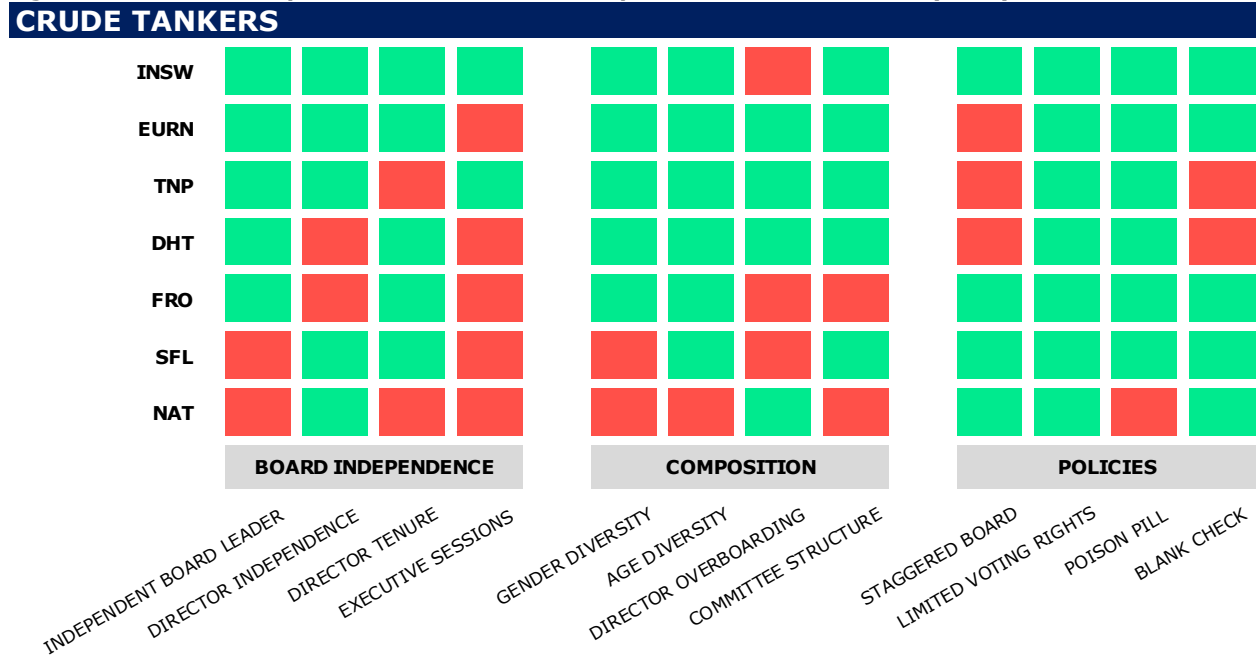 CRUDE TANKERS
INSW
EURN
TNP
DHT
FRO
SFL
NAT
BOARD INDEPENDENCE
COMPOSITION
POLICIES
INDEPENDENT BOARD LEADER
DIRECTOR INDEPENDENCE
DIRECTOR TENURE
EXECUTIVE SESSIONS
GENDER DIVERSITY
AGE DIVERSITY
DIRECTOR OVERBOARDING
COMMITTEE STRUCTURE
STAGGERED BOARD
LIMITED VOTING RIGHTS
POISON PILL
BLANK CHECK